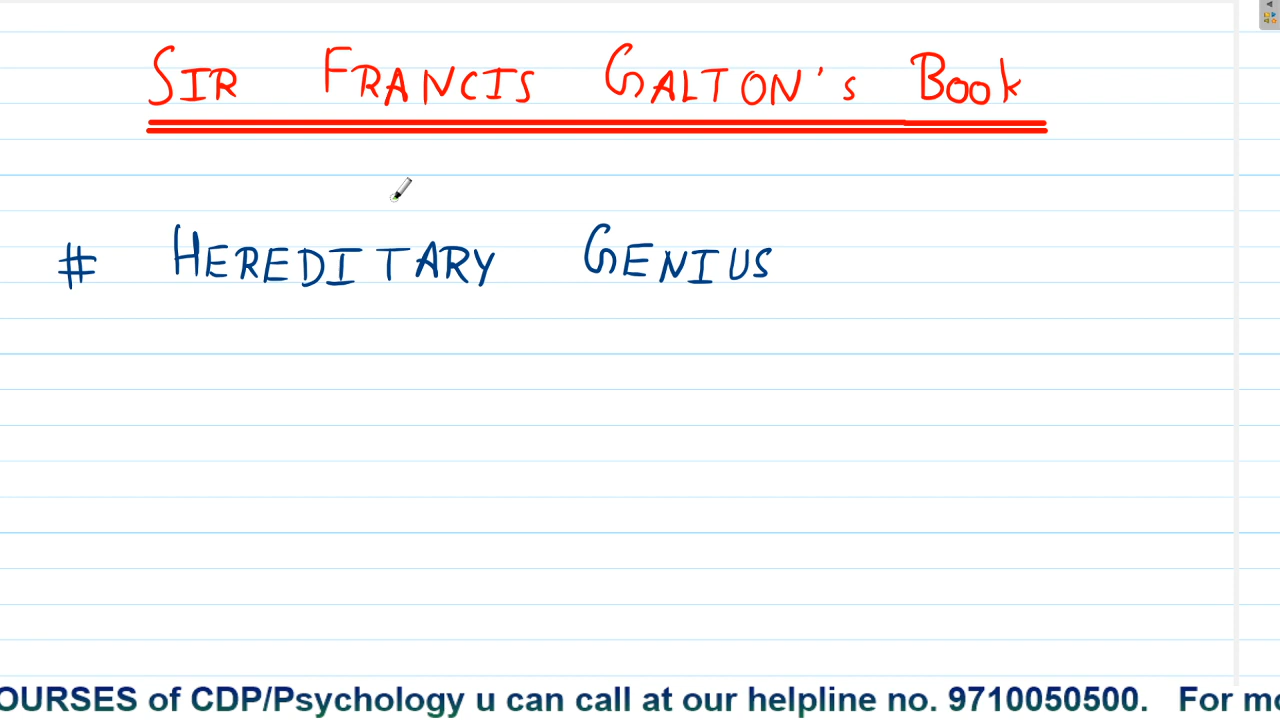 SIR FRANCIS GALTON's BOOK
# HEREDITARY GENIUS
OURSES of CDP/Psychology u can call at our helpline no. 9710050500. For mo